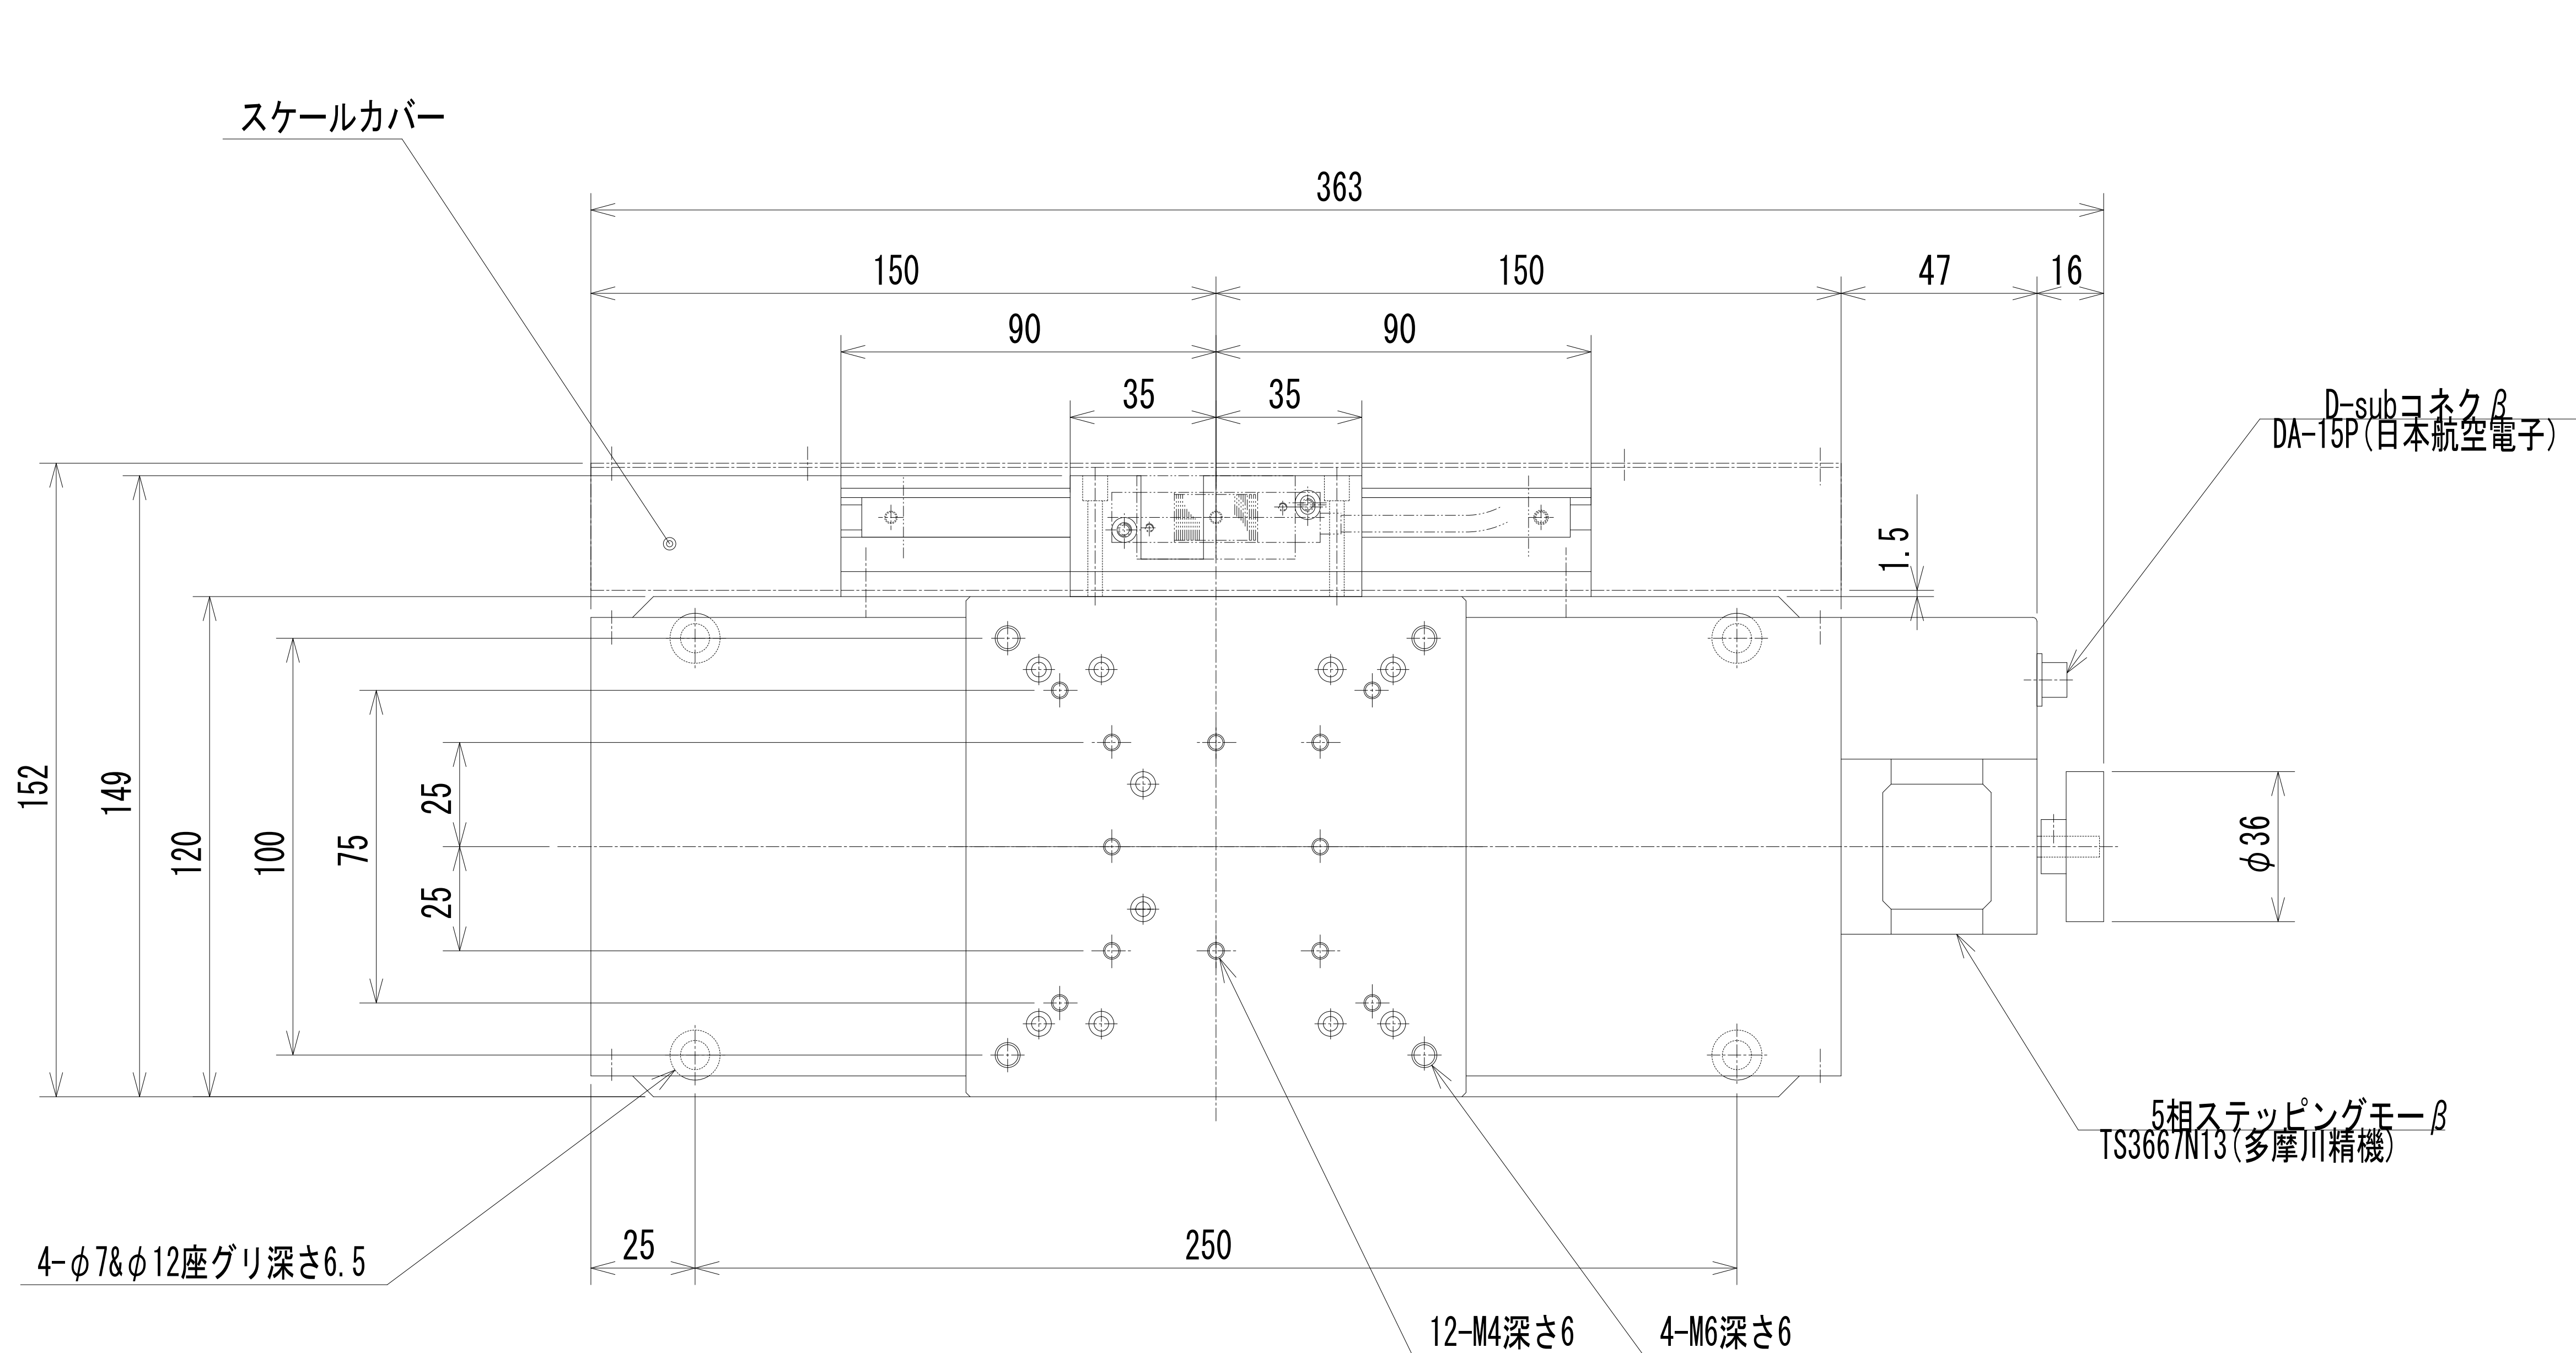 スケールカバー
363
150
150
47
16
90
90
35
35
D-subコネクβ
DA-15P(日本航空電子)
1.5
152
149
120
100
75
25
25
φ36
5相ステッピングモーβ
TS3667N13(多摩川精機)
25
250
4-φ7&φ12座グリ深さ6.5
12-M4深さ6
4-M6深さ6